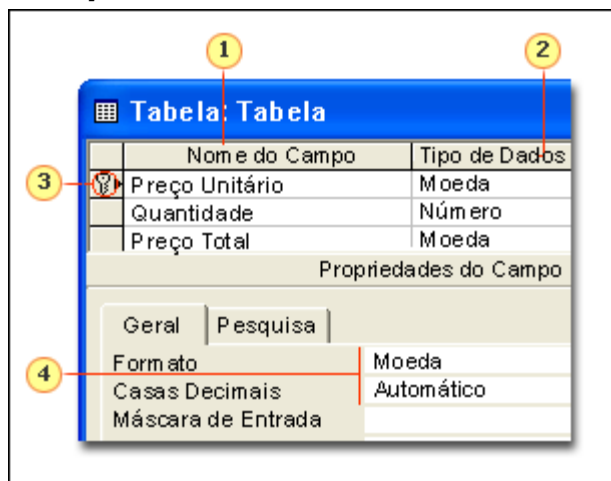 1 2
Tabela: Tabela
Nome do Campo Tipo de Dados
3 Preço Unitário Moeda
Quantidade Número
Preço Total Moeda
Propriedades do Campo
Geral Pesquisa
Formato Moeda
4 Casas Decimais Automático
Máscara de Entrada